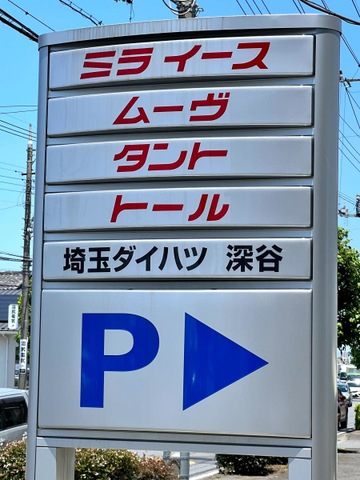 ミライース
ムーヴ
タント
トール
埼玉ダイハツ 深谷
P